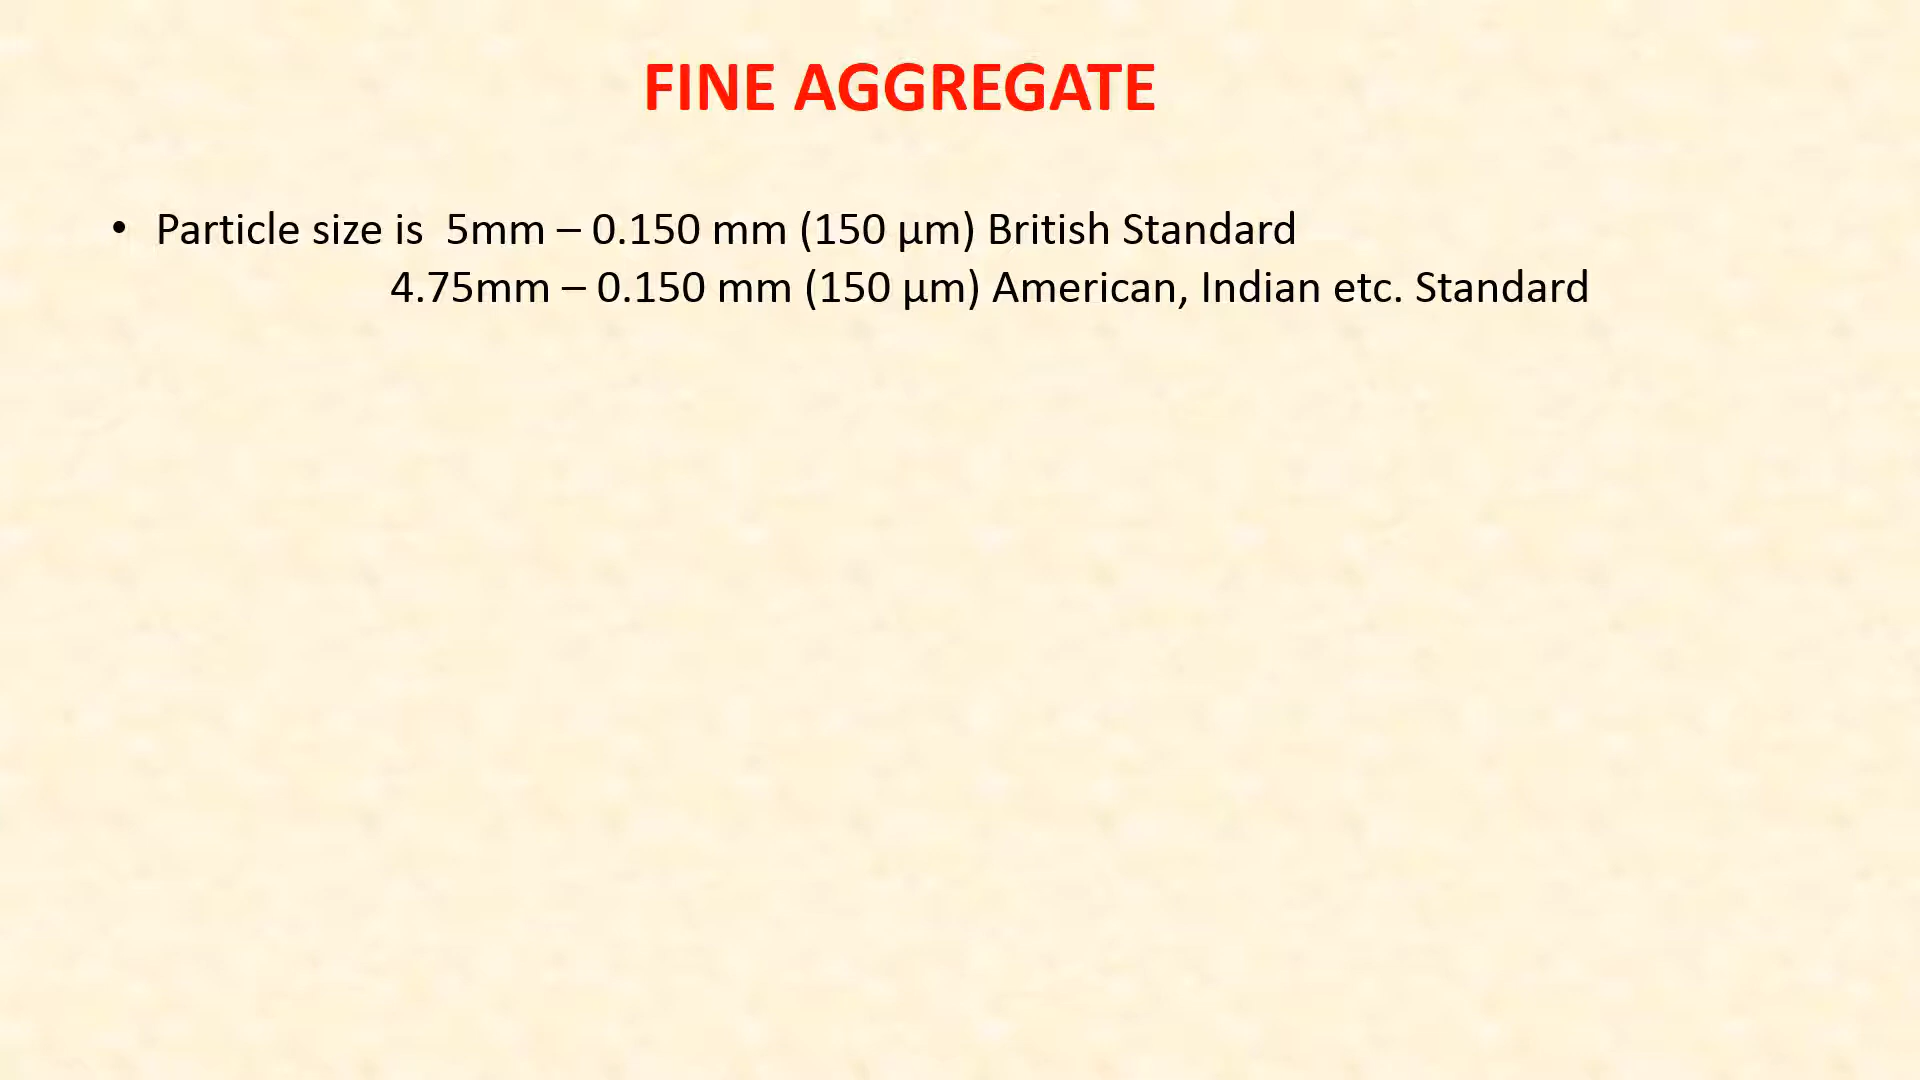 FINE AGGREGATE
• Particle size is  5mm – 0.150 mm (150 µm) British Standard
4.75mm – 0.150 mm (150 µm) American, Indian etc. Standard